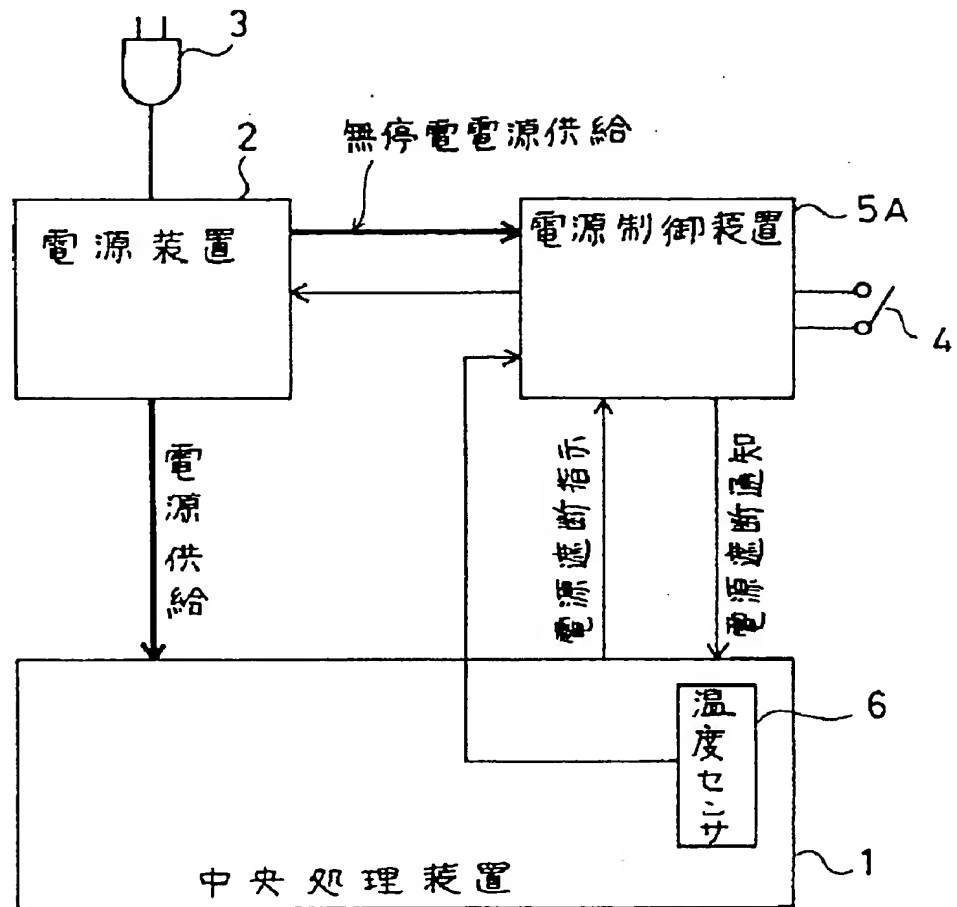 3
2
無停電電源供給
5A
電源装置
電源制御装置
4
電源供給
電源遮断指示
電源遮断通知
温度センサ
6
中央処理装置
1